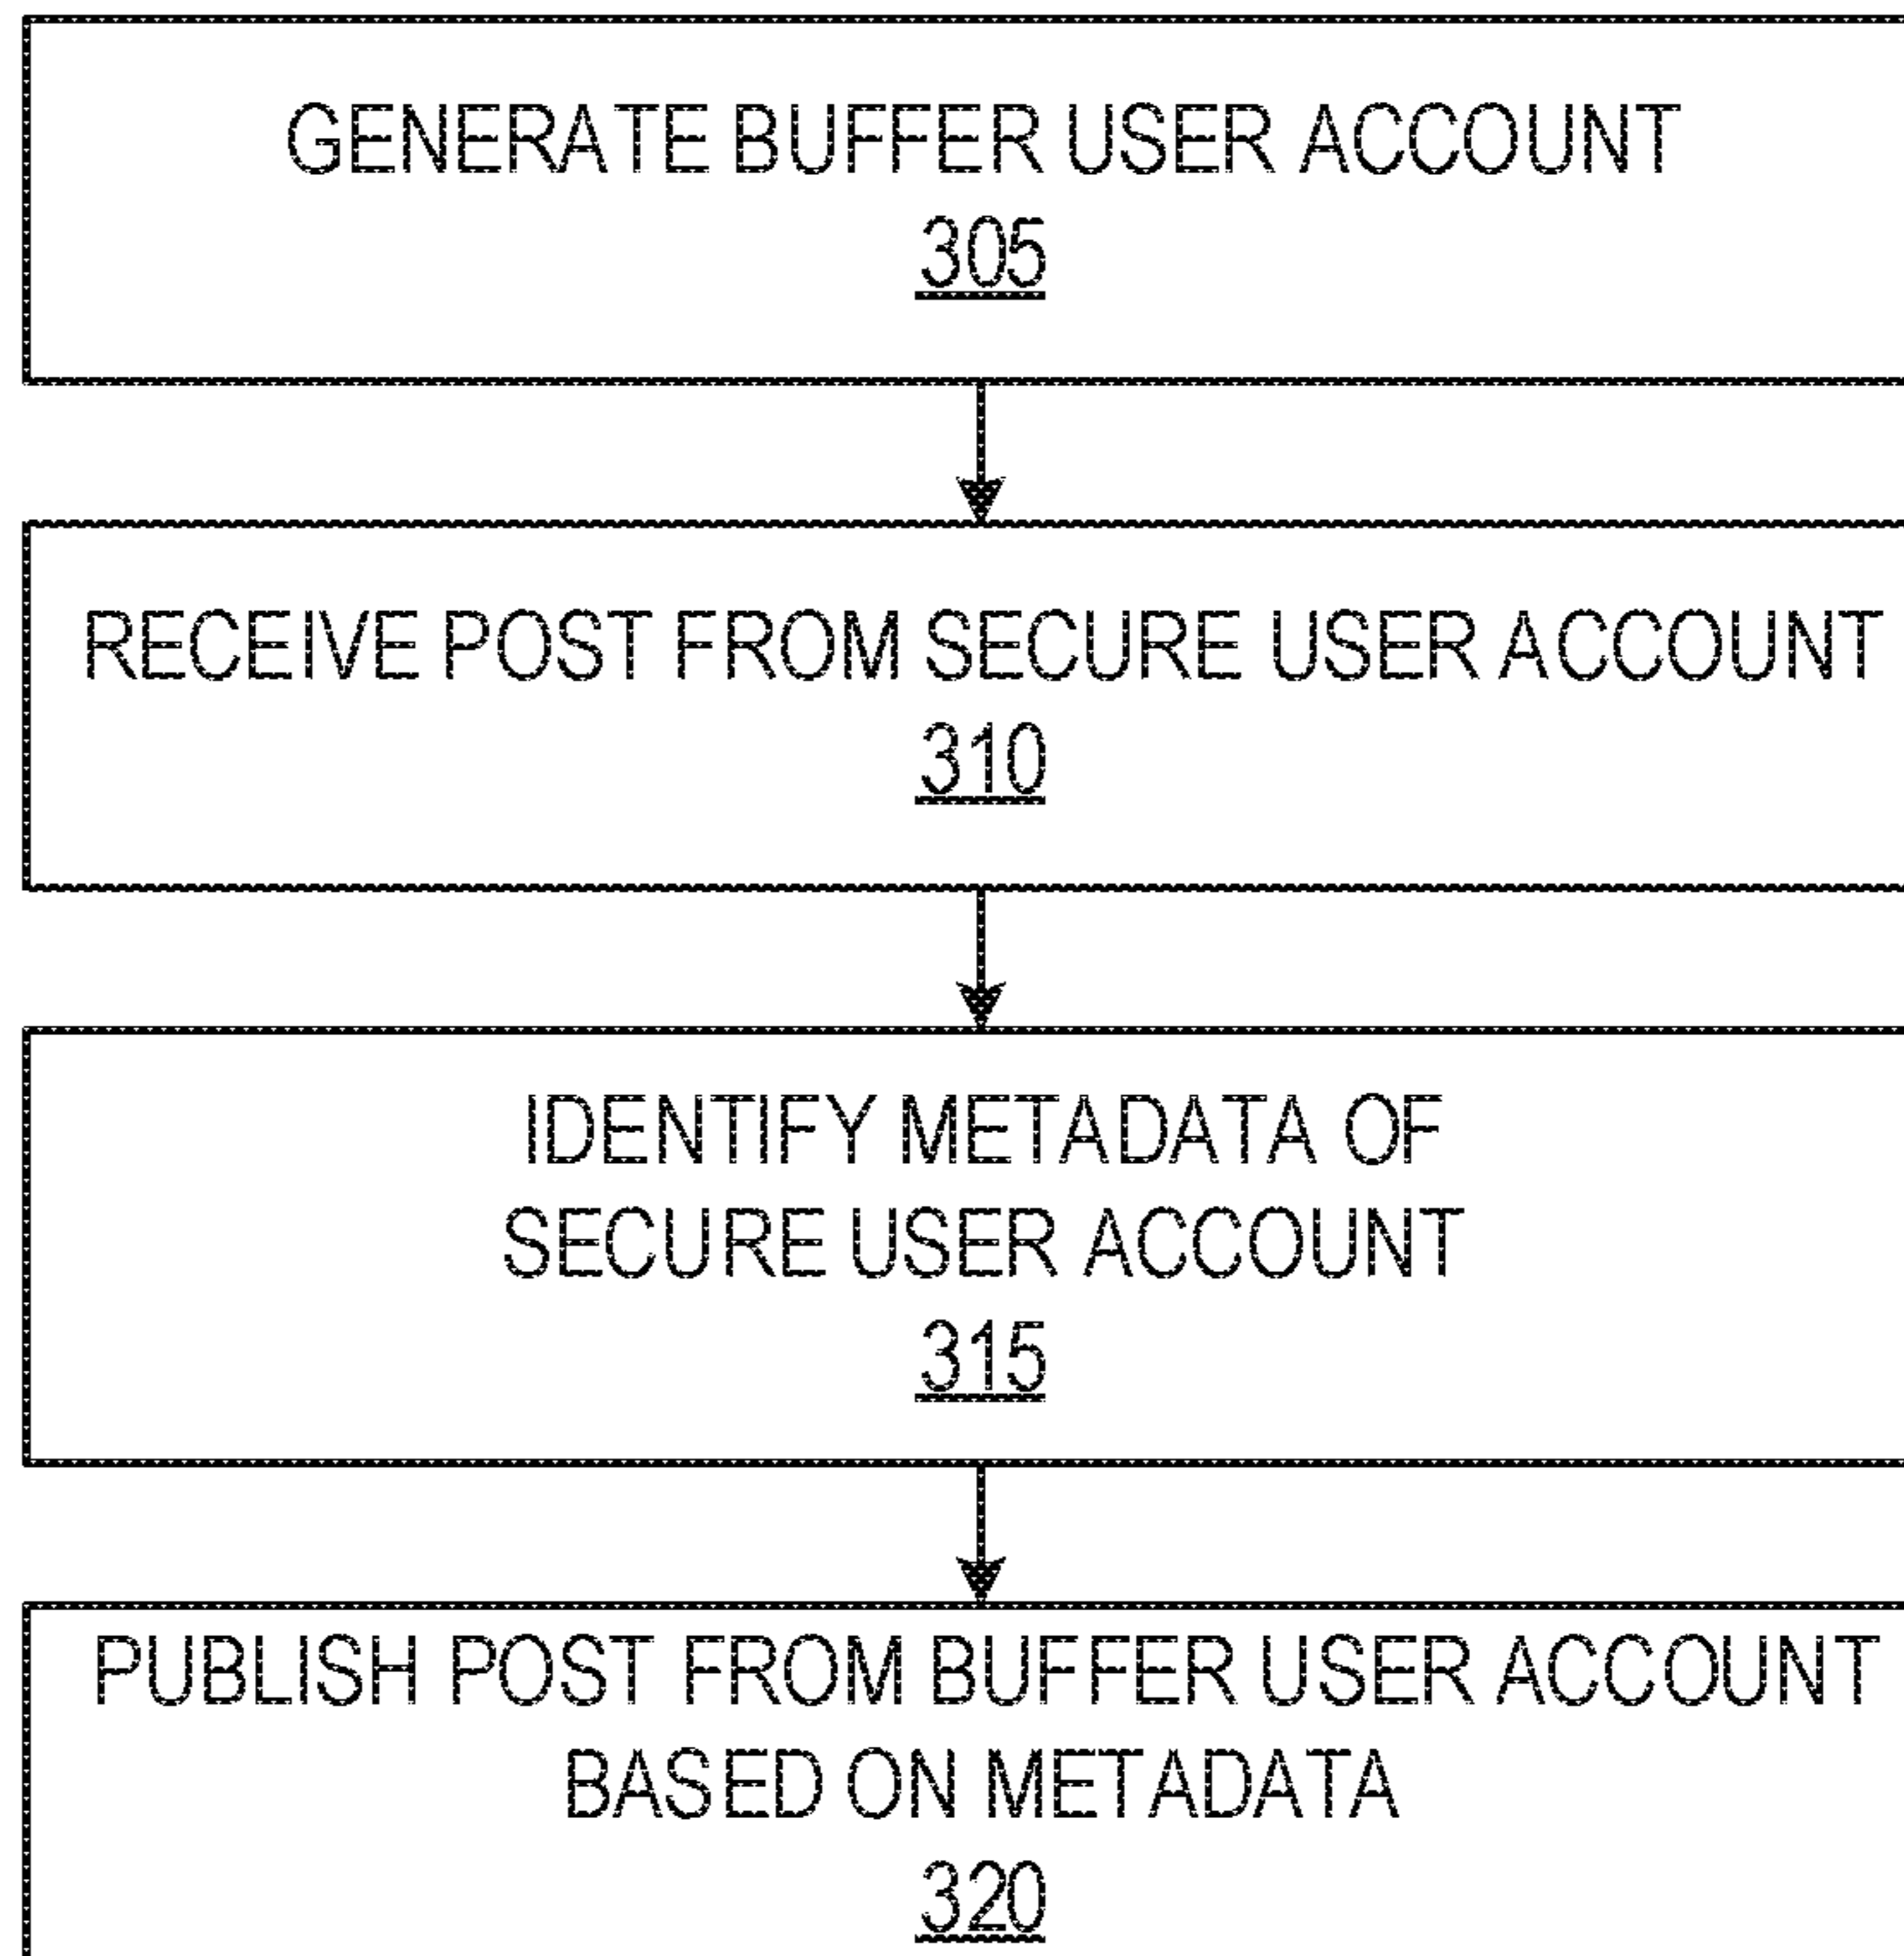 GENERATE BUFFER USER ACCOUNT
305
RECEIVE POST FROM SECURE USER ACCOUNT
310
IDENTIFY METADATA OF
SECURE USER ACCOUNT
315
PUBLISH POST FROM BUFFER USER ACCOUNT
BASED ON METADATA
320